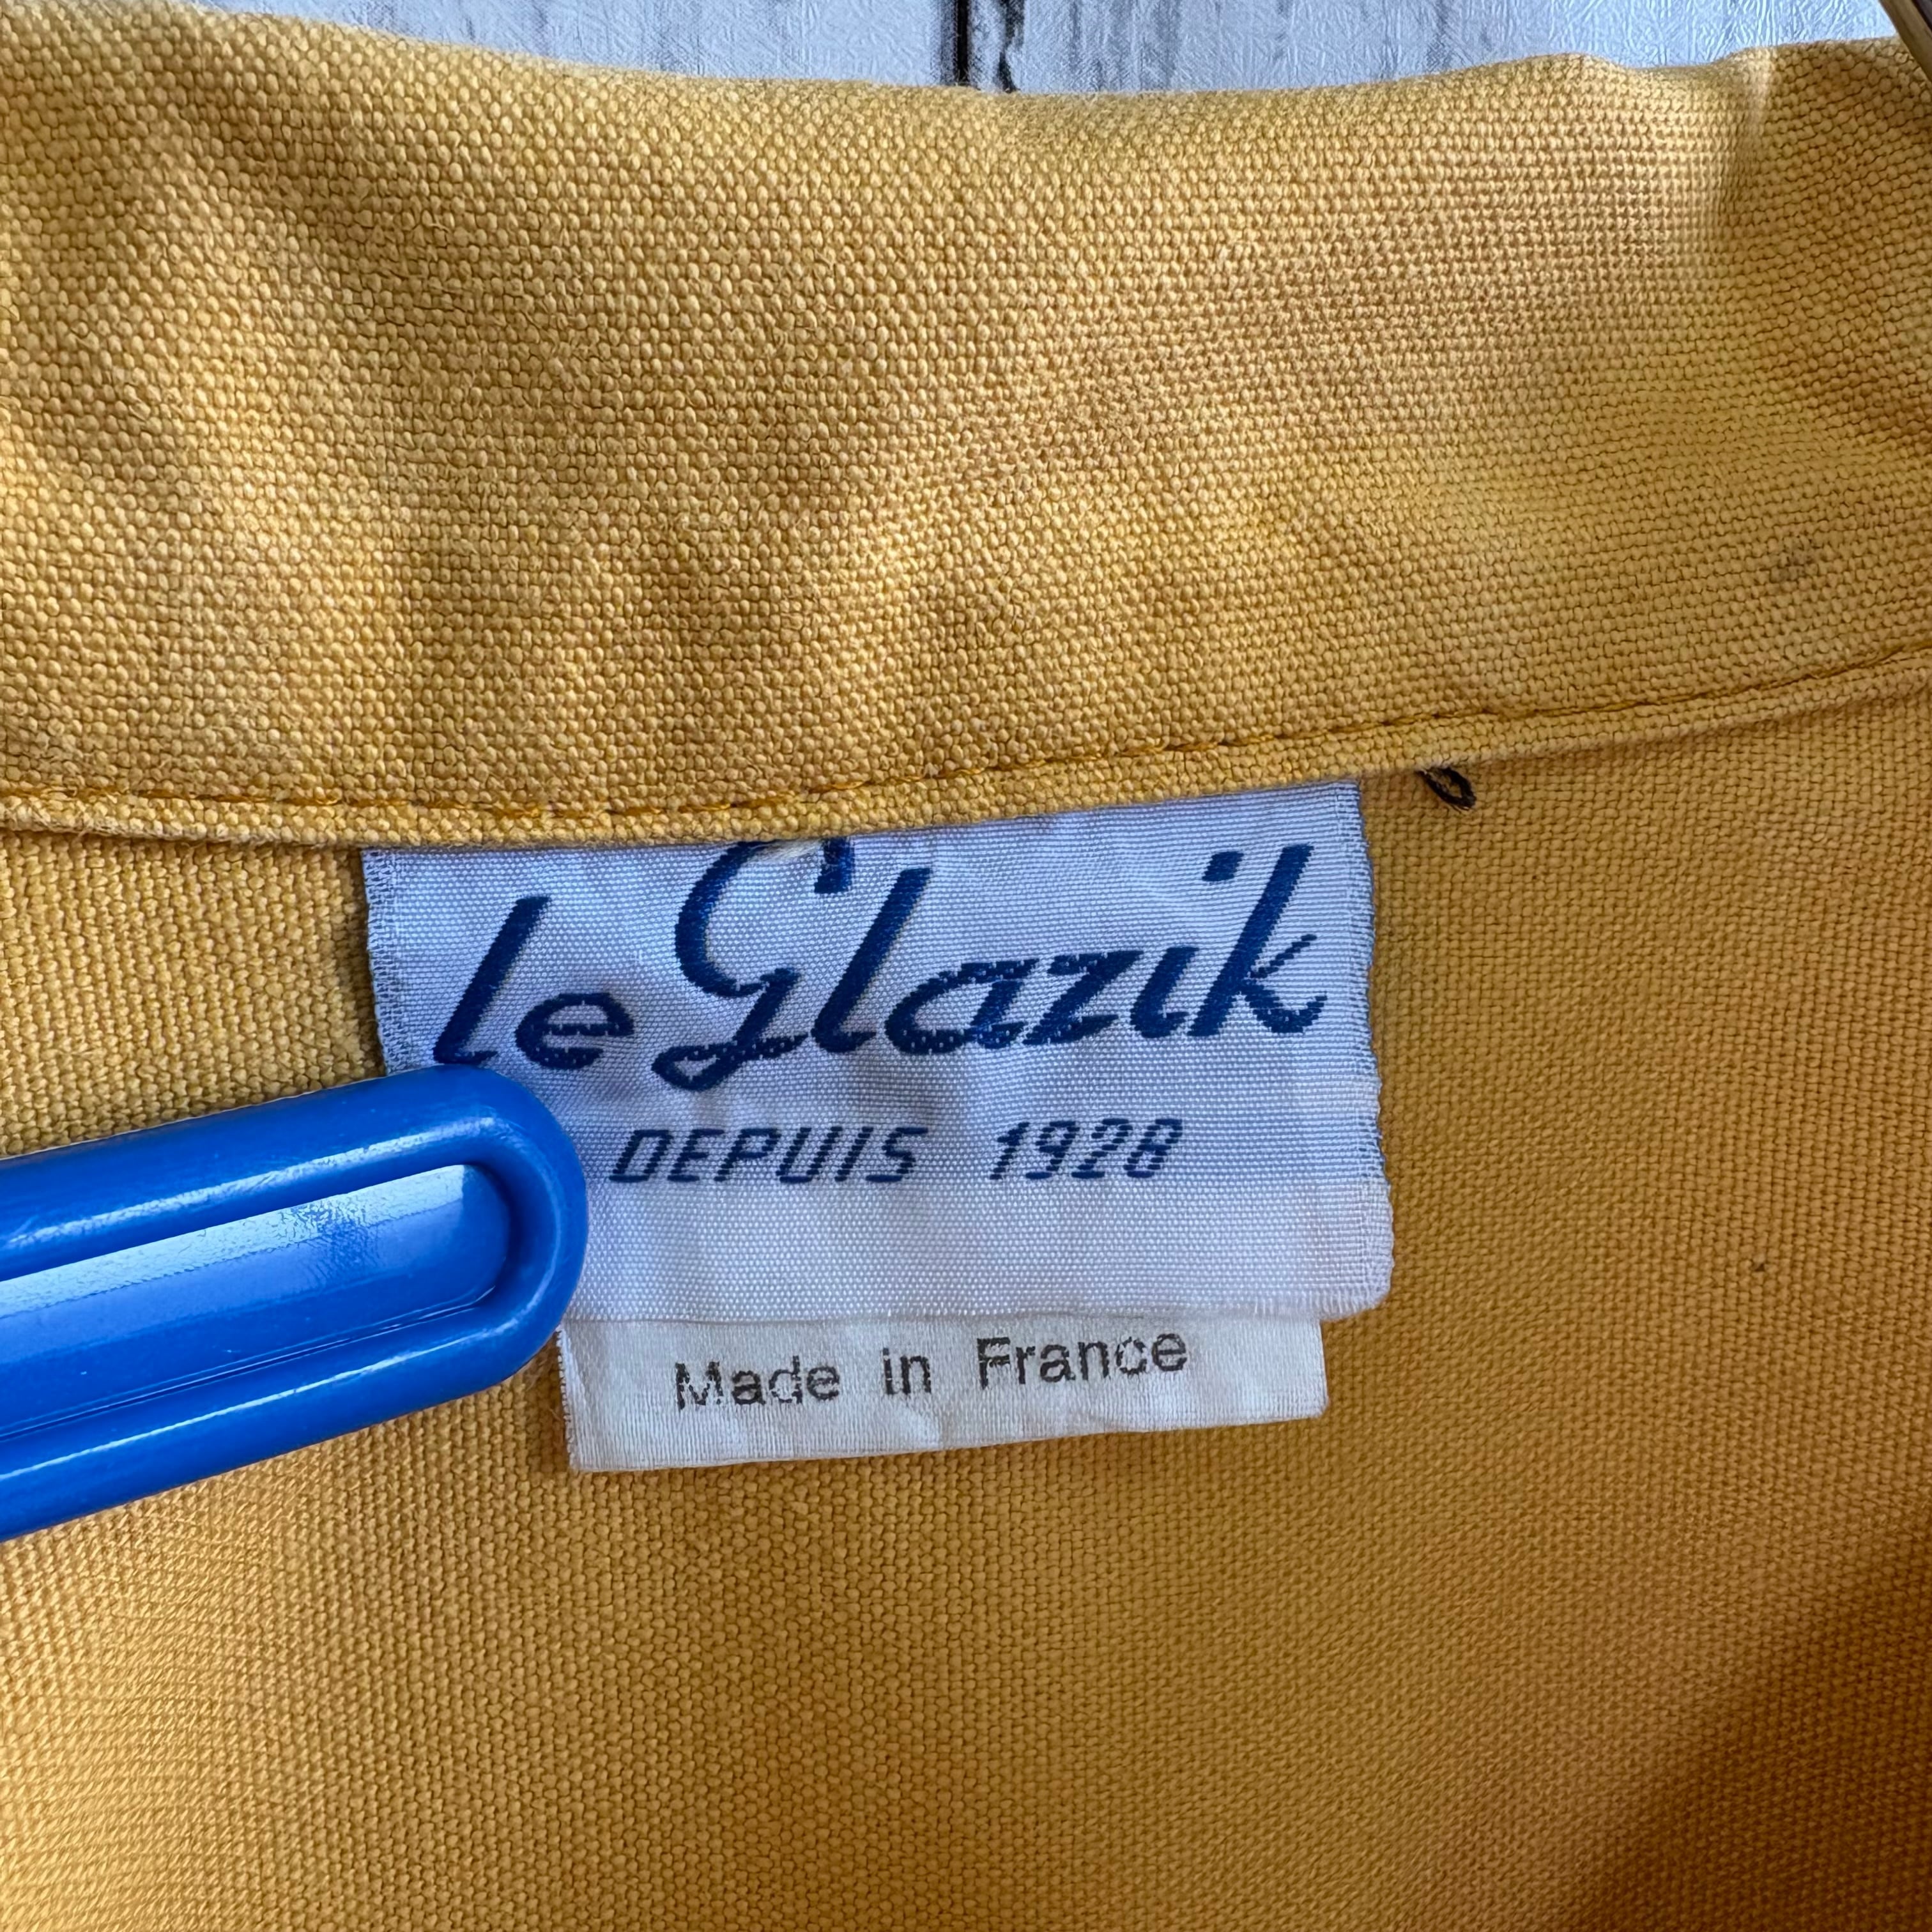 le Glazik
DEPUIS 1928
Made in France